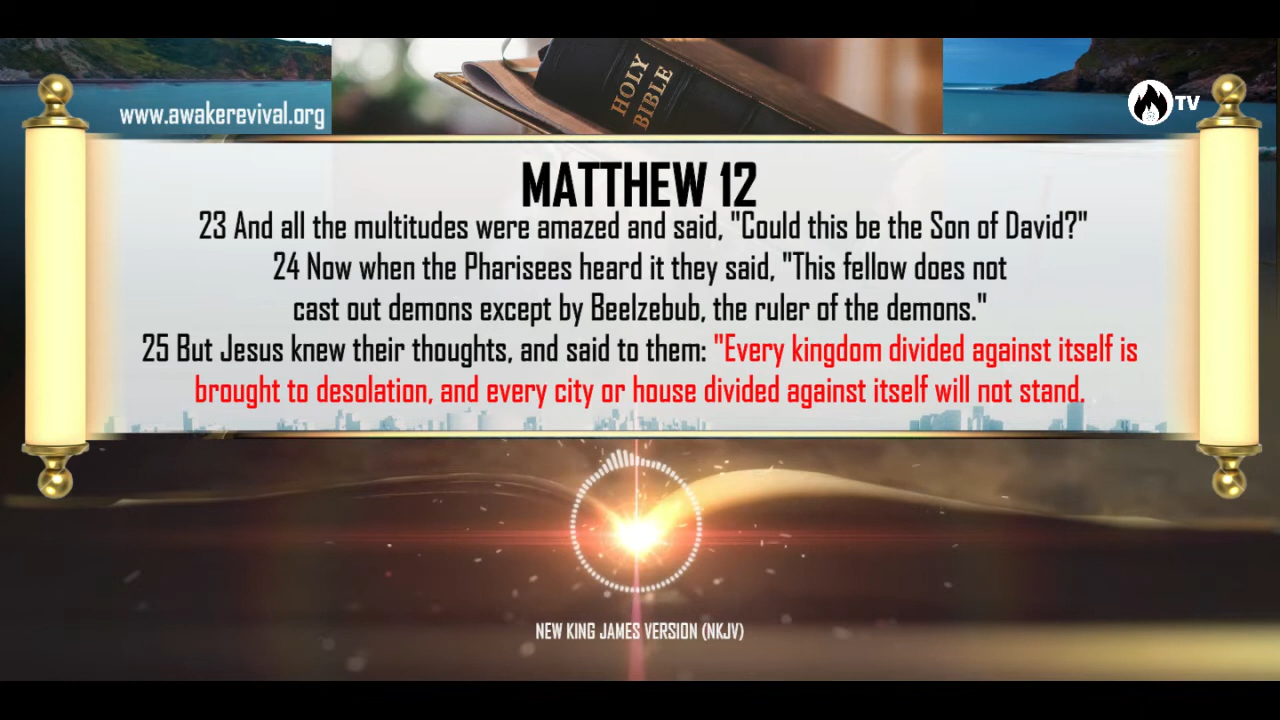 HOLY
BIBLE
www.awakerevival.org
TV
MATTHEW 12
23 And all the multitudes were amazed and said, "Could this be the Son of David?"
24 Now when the Pharisees heard it they said, "This fellow does not
cast out demons except by Beelzebub, the ruler of the demons."
25 But Jesus knew their thoughts, and said to them: "Every kingdom divided against itself is
brought to desolation, and every city or house divided against itself will not stand.
NEW KING JAMES VERSION (NKJV)